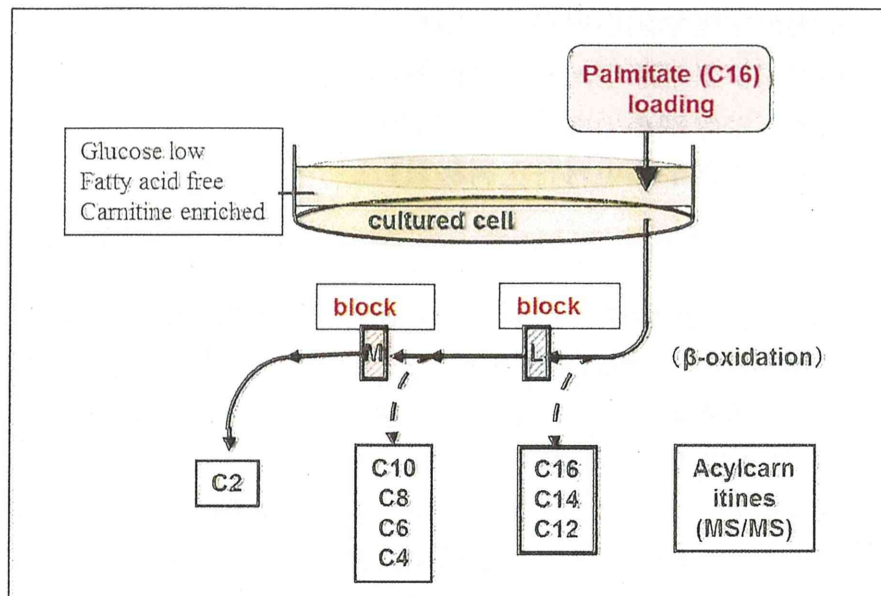 Palmitate (C16)
loading
Glucose low
Fatty acid free
Carnitine enriched
cultured cell
block
block
M
L
(β-oxidation)
C2
C10
C8
C6
C4
C16
C14
C12
Acylcarn
itines
(MS/MS)